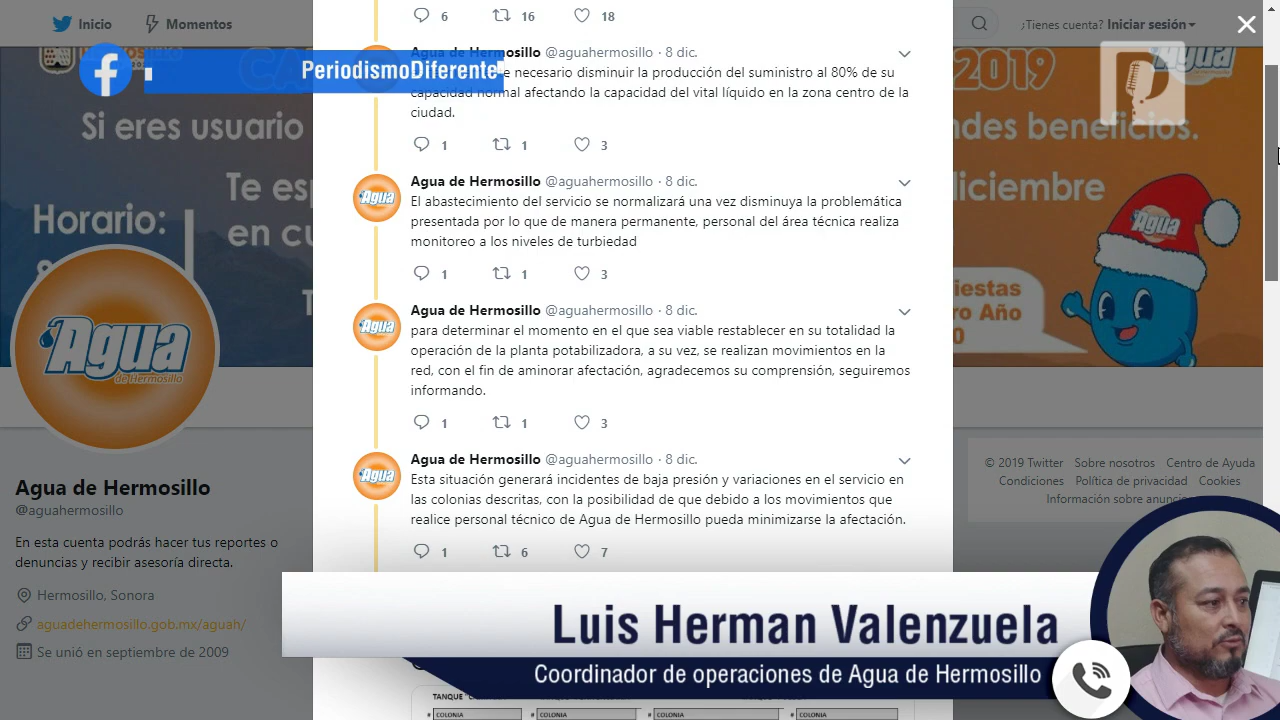 Inicio
Momentos
¿Tienes cuenta? Iniciar sesión
6 16 18
Agua de Hermosillo @aguahermosillo · 8 dic.
PeriodismoDiferente
e necesario disminuir la producción del suministro al 80% de su
capacidad normal afectando la capacidad del vital líquido en la zona centro de la
ciudad.
1 1 3
2019
Si eres usuario
ndes beneficios.
Te es
diciembre
Horario:
en cu
Agua de Hermosillo @aguahermosillo · 8 dic.
El abastecimiento del servicio se normalizará una vez disminuya la problemática
presentada por lo que de manera permanente, personal del área técnica realiza
monitoreo a los niveles de turbiedad
1 1 3
Agua
iestas
ro Año
0
Agua de Hermosillo @aguahermosillo · 8 dic.
para determinar el momento en el que sea viable restablecer en su totalidad la
operación de la planta potabilizadora, a su vez, se realizan movimientos en la
red, con el fin de aminorar afectación, agradecemos su comprensión, seguiremos
informando.
1 1 3
Agua
de Hermosillo
Agua de Hermosillo @aguahermosillo · 8 dic.
Esta situación generará incidentes de baja presión y variaciones en el servicio en
las colonias descritas, con la posibilidad de que debido a los movimientos que
realice personal técnico de Agua de Hermosillo pueda minimizarse la afectación.
1 6 7
Agua de Hermosillo
@aguahermosillo
En esta cuenta podrás hacer tus reportes o
denuncias y recibir asesoría directa.
Hermosillo, Sonora
aguadehermosillo.gob.mx/aguah/
Se unió en septiembre de 2009
© 2019 Twitter Sobre nosotros Centro de Ayuda
Condiciones Política de privacidad Cookies
Información sobre anuncio
Luis Herman Valenzuela
Coordinador de operaciones de Agua de Hermosillo
TANQUE
# COLONIA # COLONIA # COLONIA # COLONIA